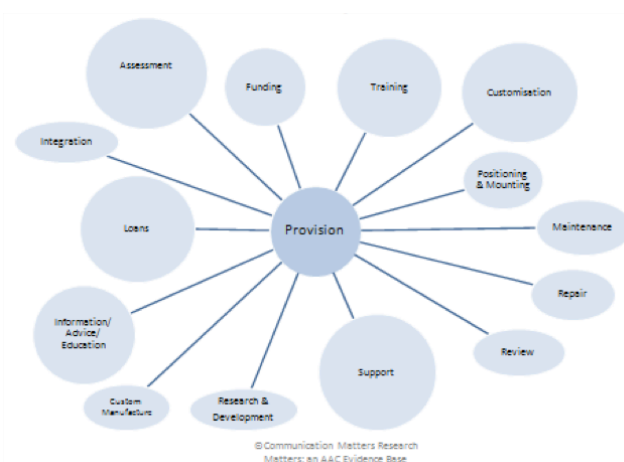 Assessment
Funding
Training
Customisation
Integration
Positioning
& Mounting
Loans
Provision
Maintenance
Repair
Information/
Advice/
Education
Review
Support
Custom
Manufacture
Research &
Development
©Communication Matters Research
Matters: an AAC Evidence Base